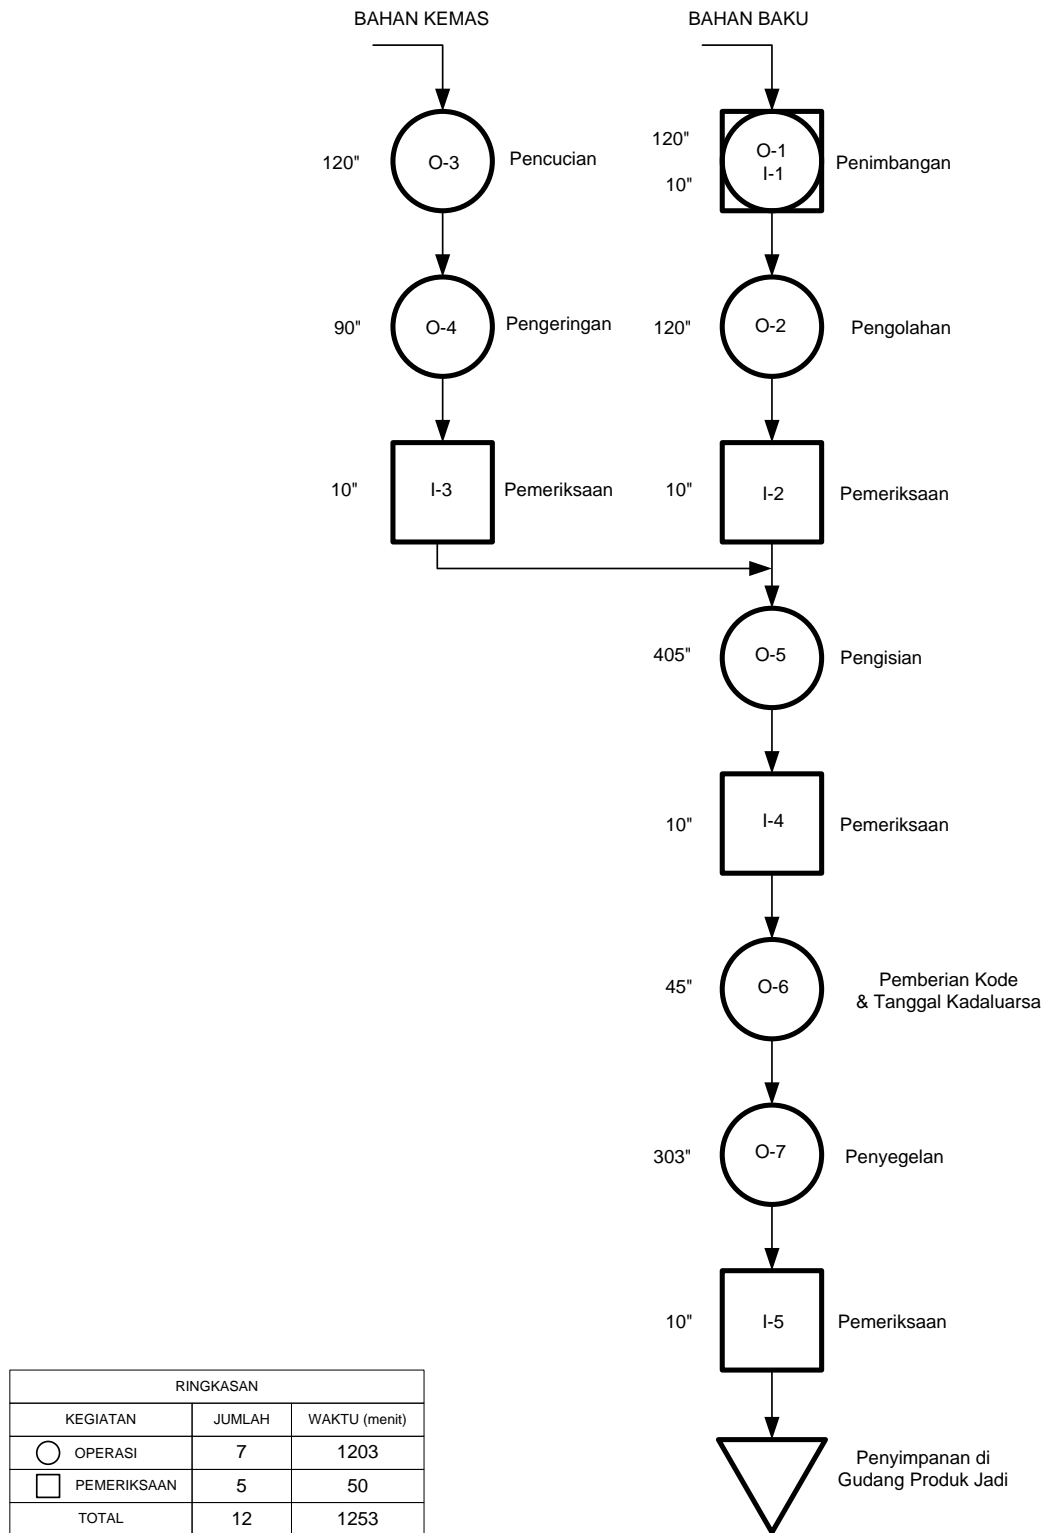 BAHAN KEMAS
BAHAN BAKU
120"
O-3
Pencucian
120"
10"
O-1
I-1
Penimbangan
90"
O-4
Pengeringan
120"
O-2
Pengolahan
10"
I-3
Pemeriksaan
10"
I-2
Pemeriksaan
405"
O-5
Pengisian
10"
I-4
Pemeriksaan
45"
O-6
Pemberian Kode
& Tanggal Kadaluarsa
303"
O-7
Penyegelan
10"
I-5
Pemeriksaan
Penyimpanan di
Gudang Produk Jadi
RINGKASAN
KEGIATAN JUMLAH WAKTU (menit)
OPERASI 7 1203
PEMERIKSAAN 5 50
TOTAL 12 1253